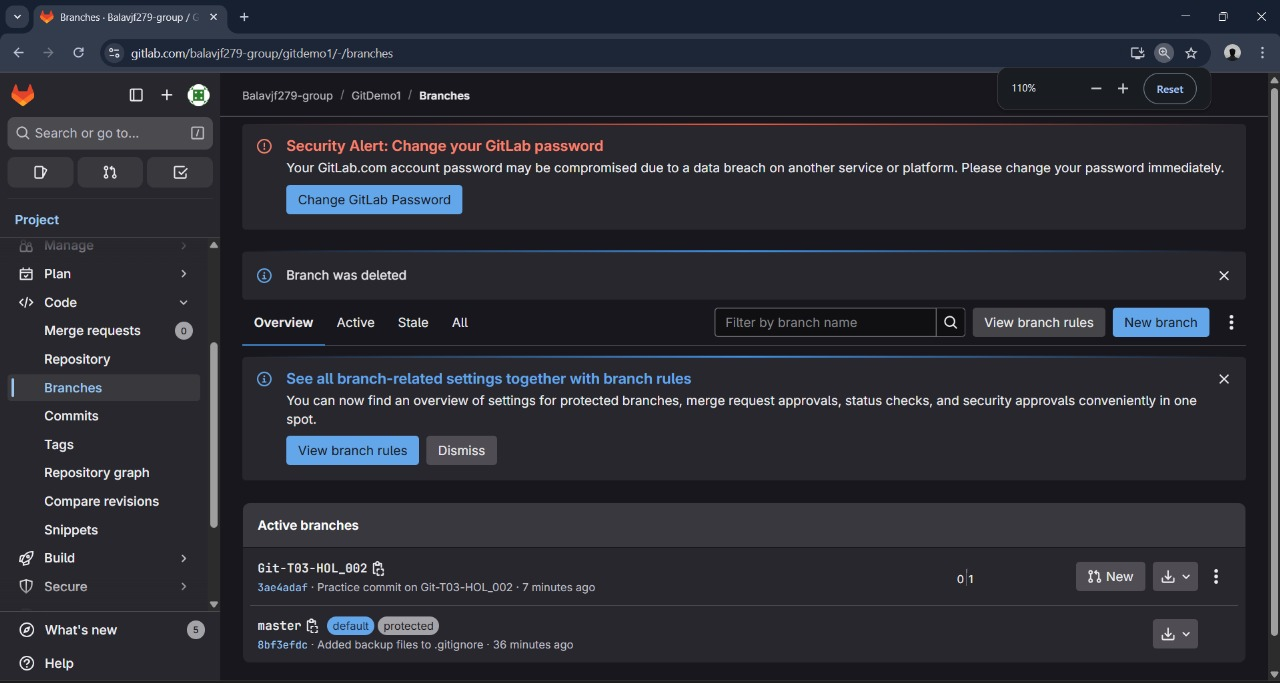 Branches · Balavjf279-group / G
gitlab.com/balavjf279-group/gitdemo1/-/branches
110%
Reset
Balavjf279-group / GitDemo1 / Branches
Search or go to...
/
Project
Manage
Plan
Code
Merge requests 0
Repository
Branches
Commits
Tags
Repository graph
Compare revisions
Snippets
Build
Secure
What's new 5
Help
Security Alert: Change your GitLab password
Your GitLab.com account password may be compromised due to a data breach on another service or platform. Please change your password immediately.
Change GitLab Password
Branch was deleted
Overview Active Stale All
Filter by branch name
View branch rules
New branch
See all branch-related settings together with branch rules
You can now find an overview of settings for protected branches, merge request approvals, status checks, and security approvals conveniently in one
spot.
View branch rules Dismiss
Active branches
Git-T03-HOL_002
3ae4adaf · Practice commit on Git-T03-HOL_002 · 7 minutes ago
0|1
New
master default protected
8bf3efdc · Added backup files to .gitignore · 36 minutes ago